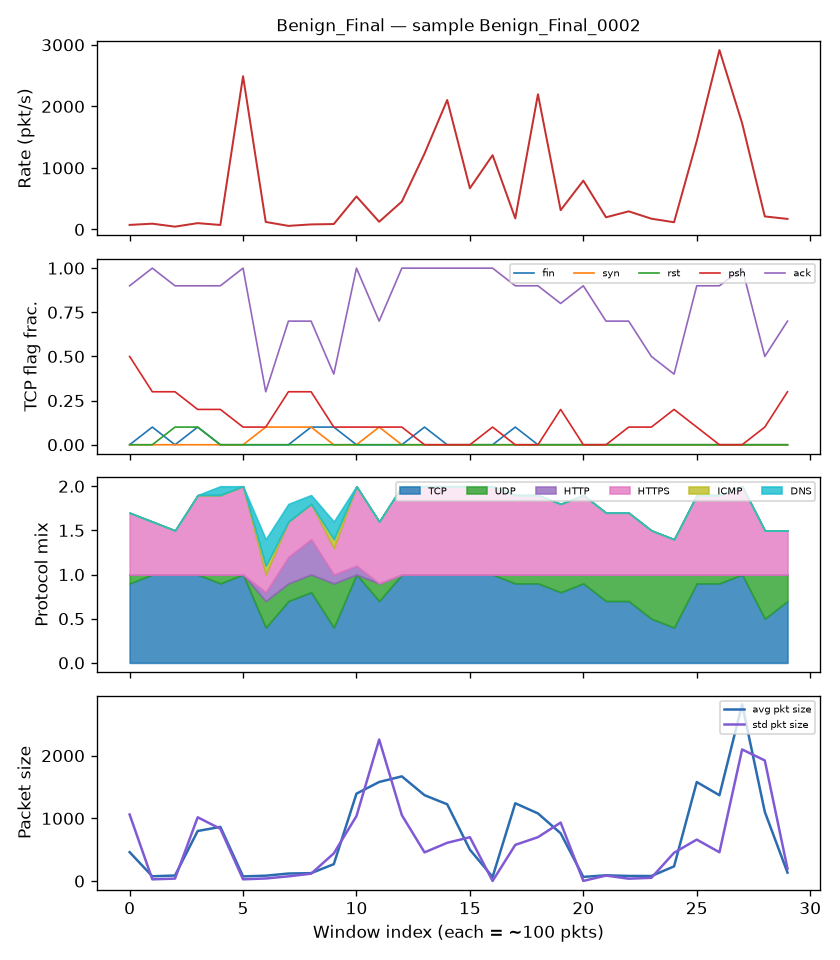 Benign_Final — sample Benign_Final_0002
3000
2000
1000
0
Rate (pkt/s)
1.00
0.75
0.50
0.25
0.00
TCP flag frac.
fin syn rst psh ack
2.0
1.5
1.0
0.5
0.0
Protocol mix
TCP UDP HTTP HTTPS ICMP DNS
2000
1000
0
Packet size
avg pkt size
std pkt size
0 5 10 15 20 25 30
Window index (each = ~100 pkts)